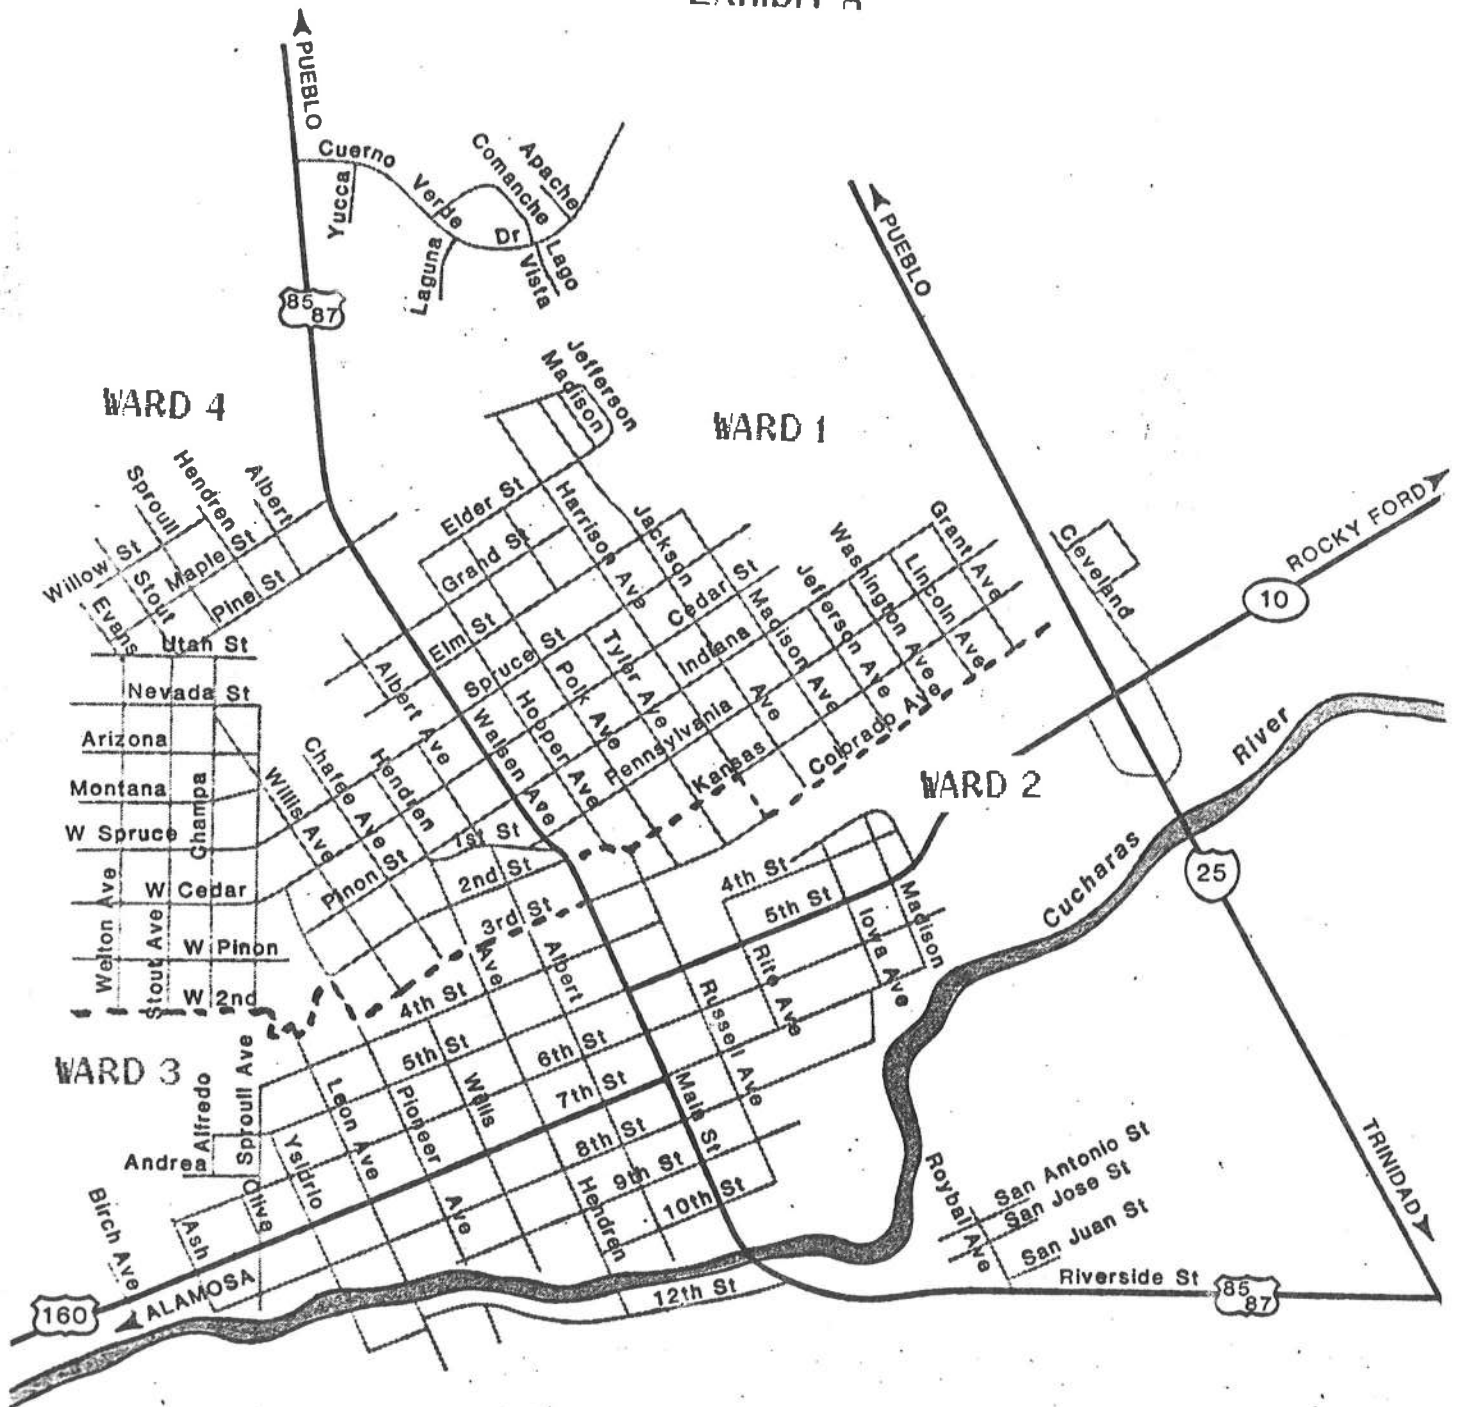 EXHIBIT A
PUEBLO
Cuerno
Verde
Dr
Yucca
Laguna
Comanche
Apache
Lago
Vista
PUEBLO
85
87
WARD 4
WARD 1
Jefferson
Madison
Hendren St
Sproull
Albert
Willow St
Maple St
Stout
Pine St
Evans
Utah St
Elder St
Grand St
Elm St
Spruce St
Harrison Ave
Jackson
Cedar St
Madison
Ave
Indiana
Ave
Jefferson Ave
Washington Ave
Lincoln Ave
Grant Ave
Cleveland
ROCKY FORD
10
Nevada St
Arizona
Montana
W Spruce
Champa
W Cedar
Welton Ave
Stout Ave
W Pinon
W 2nd
Albert
Ave
Hendren
Chafee Ave
Willis Ave
Pinon St
Walsen Ave
Hooper Ave
Polk Ave
Tyler Ave
Pennsylvania
Kansas
Colorado Ave
1st St
2nd St
3rd St
WARD 2
River
Cucharas
25
4th St
5th St
Madison
Iowa Ave
Rite Ave
Russell Ave
Ave
Albert
4th St
5th St
6th St
7th St
WARD 3
Alfredo
Sproull Ave
Andrea
Oliva
Ysidrio
Leon Ave
Pioneer
Ave
Wills
Main St
8th St
9th St
10th St
Hendren
Birch Ave
Ash
ALAMOSA
160
12th St
Roybal Ave
San Antonio St
San Jose St
San Juan St
Riverside St
85
87
TRINIDAD